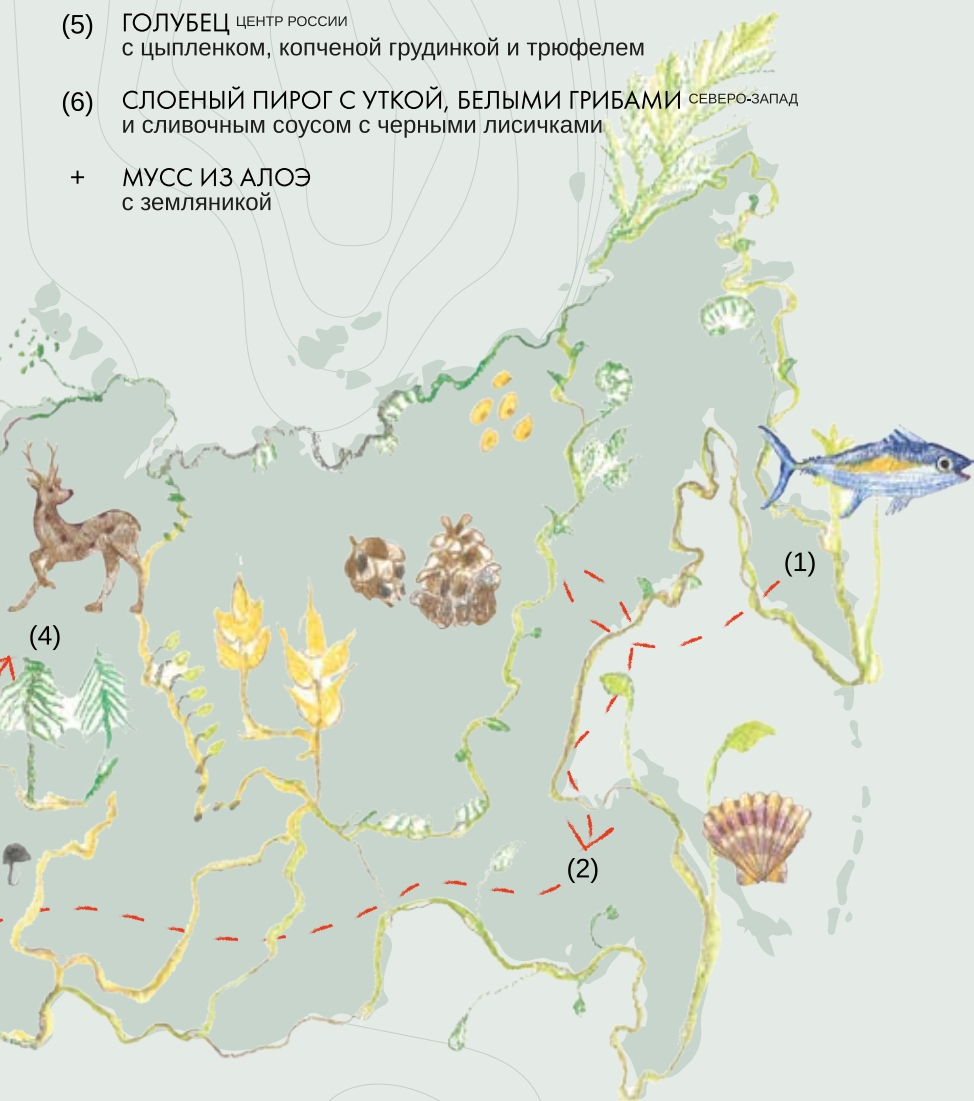 (5) ГОЛУБЕЦ ЦЕНТР РОССИИ
с цыпленком, копченой грудинкой и трюфелем
(6) СЛОЕНЫЙ ПИРОГ С УТКОЙ, БЕЛЫМИ ГРИБАМИ СЕВЕРО-ЗАПАД
и сливочным соусом с черными лисичками
+ МУСС ИЗ АЛОЭ
с земляникой
(1)
(4)
(2)